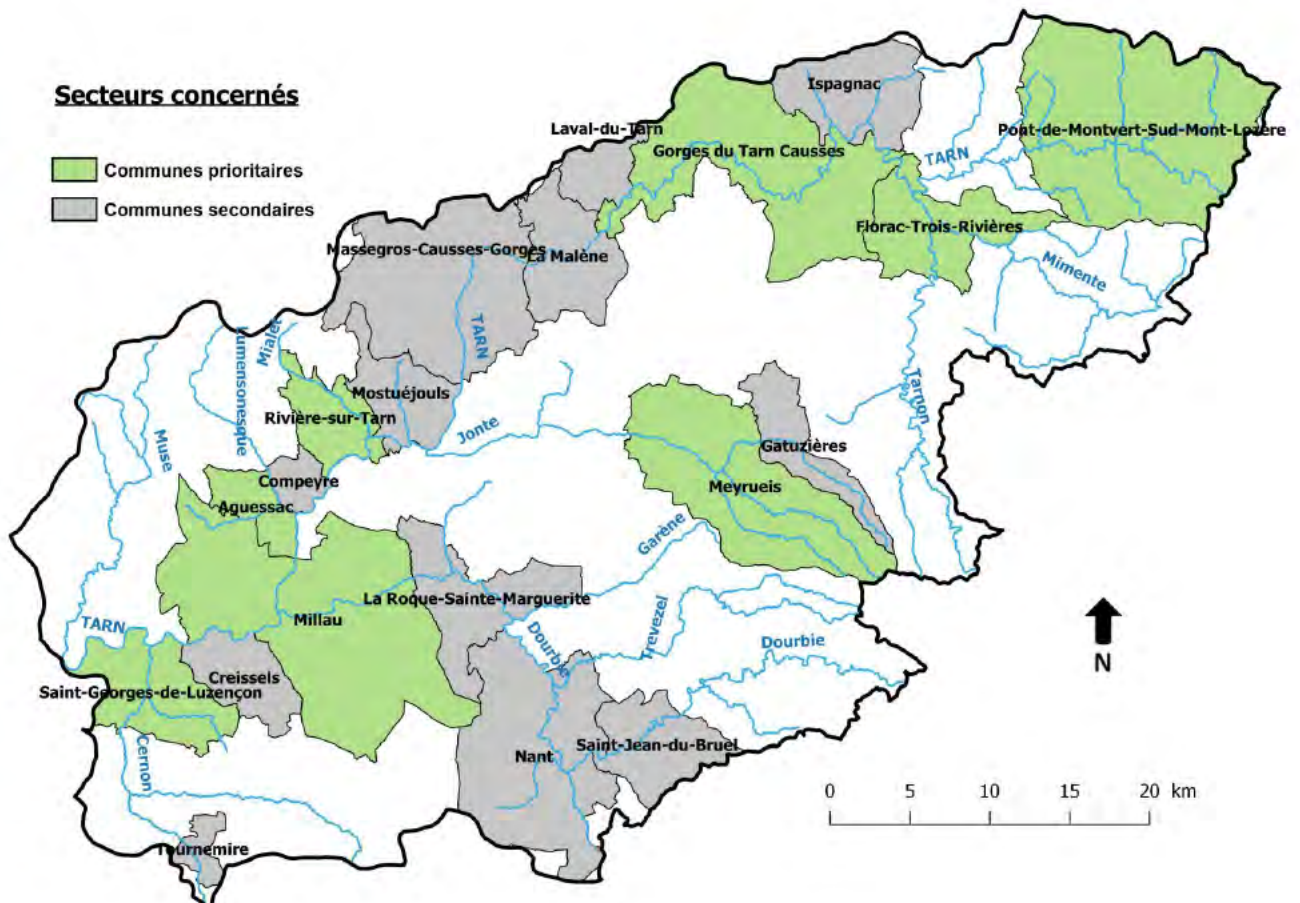 Secteurs concernés
Communes prioritaires
Communes secondaires
Ispagnac
Laval-du-Tarn
Gorges du Tarn Causses
TARN
Pont-de-Montvert-Sud-Mont-Lozère
Florac-Trois-Rivières
Massegros-Causses-Gorges
La Malène
Mimente
Mialet
Lumensonesque
TARN
Tarnon
Mostuéjouls
Rivière-sur-Tarn
Muse
Jonte
Gatuzières
Compeyre
Meyrueis
Aguessac
Garène
La Roque-Sainte-Marguerite
Millau
TARN
Dourbie
Trevezel
Dourbie
N
Creissels
Saint-Georges-de-Luzençon
Cernon
Nant
Saint-Jean-du-Bruel
0 5 10 15 20 km
Tournemire